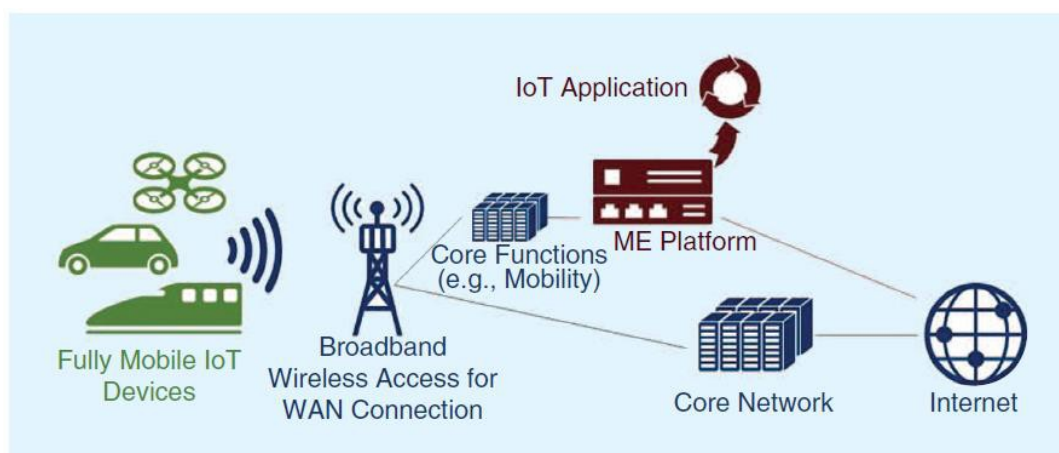 IoT Application
ME Platform
Core Functions
(e.g., Mobility)
Fully Mobile IoT
Devices
Broadband
Wireless Access for
WAN Connection
Core Network
Internet